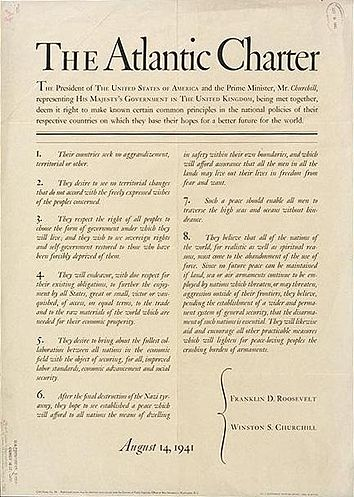 THE Atlantic Charter
THE President of THE UNITED STATES of AMERICA and the Prime Minister, Mr. Churchill,
representing HIS MAJESTY'S GOVERNMENT in THE UNITED KINGDOM, being met together,
deem it right to make known certain common principles in the national policies of their
respective countries on which they base their hopes for a better future for the world.
1. Their countries seek no aggrandizement,
territorial or other.
2. They desire to see no territorial changes
that do not accord with the freely expressed wishes
of the peoples concerned.
3. They respect the right of all peoples to
choose the form of government under which they
will live; and they wish to see sovereign rights
and self-government restored to those who have
been forcibly deprived of them.
4. They will endeavor, with due respect for
their existing obligations, to further the enjoy-
ment by all States, great or small, victor or van-
quished, of access, on equal terms, to the trade
and to the raw materials of the world which are
needed for their economic prosperity.
5. They desire to bring about the fullest col-
laboration between all nations in the economic
field with the object of securing, for all, improved
labor standards, economic advancement and social
security.
6. After the final destruction of the Nazi tyr-
anny, they hope to see established a peace which
will afford to all nations the means of dwelling
in safety within their own boundaries, and which
will afford assurance that all the men in all the
lands may live out their lives in freedom from
fear and want.
7. Such a peace should enable all men to
traverse the high seas and oceans without hin-
drance.
8. They believe that all of the nations of
the world, for realistic as well as spiritual rea-
sons, must come to the abandonment of the use of
force. Since no future peace can be maintained
if land, sea or air armaments continue to be em-
ployed by nations which threaten, or may threaten,
aggression outside of their frontiers, they believe,
pending the establishment of a wider and perma-
nent system of general security, that the disarma-
ment of such nations is essential. They will likewise
aid and encourage all other practicable measures
which will lighten for peace-loving peoples the
crushing burden of armaments.
FRANKLIN D. ROOSEVELT
WINSTON S. CHURCHILL
August 14, 1941